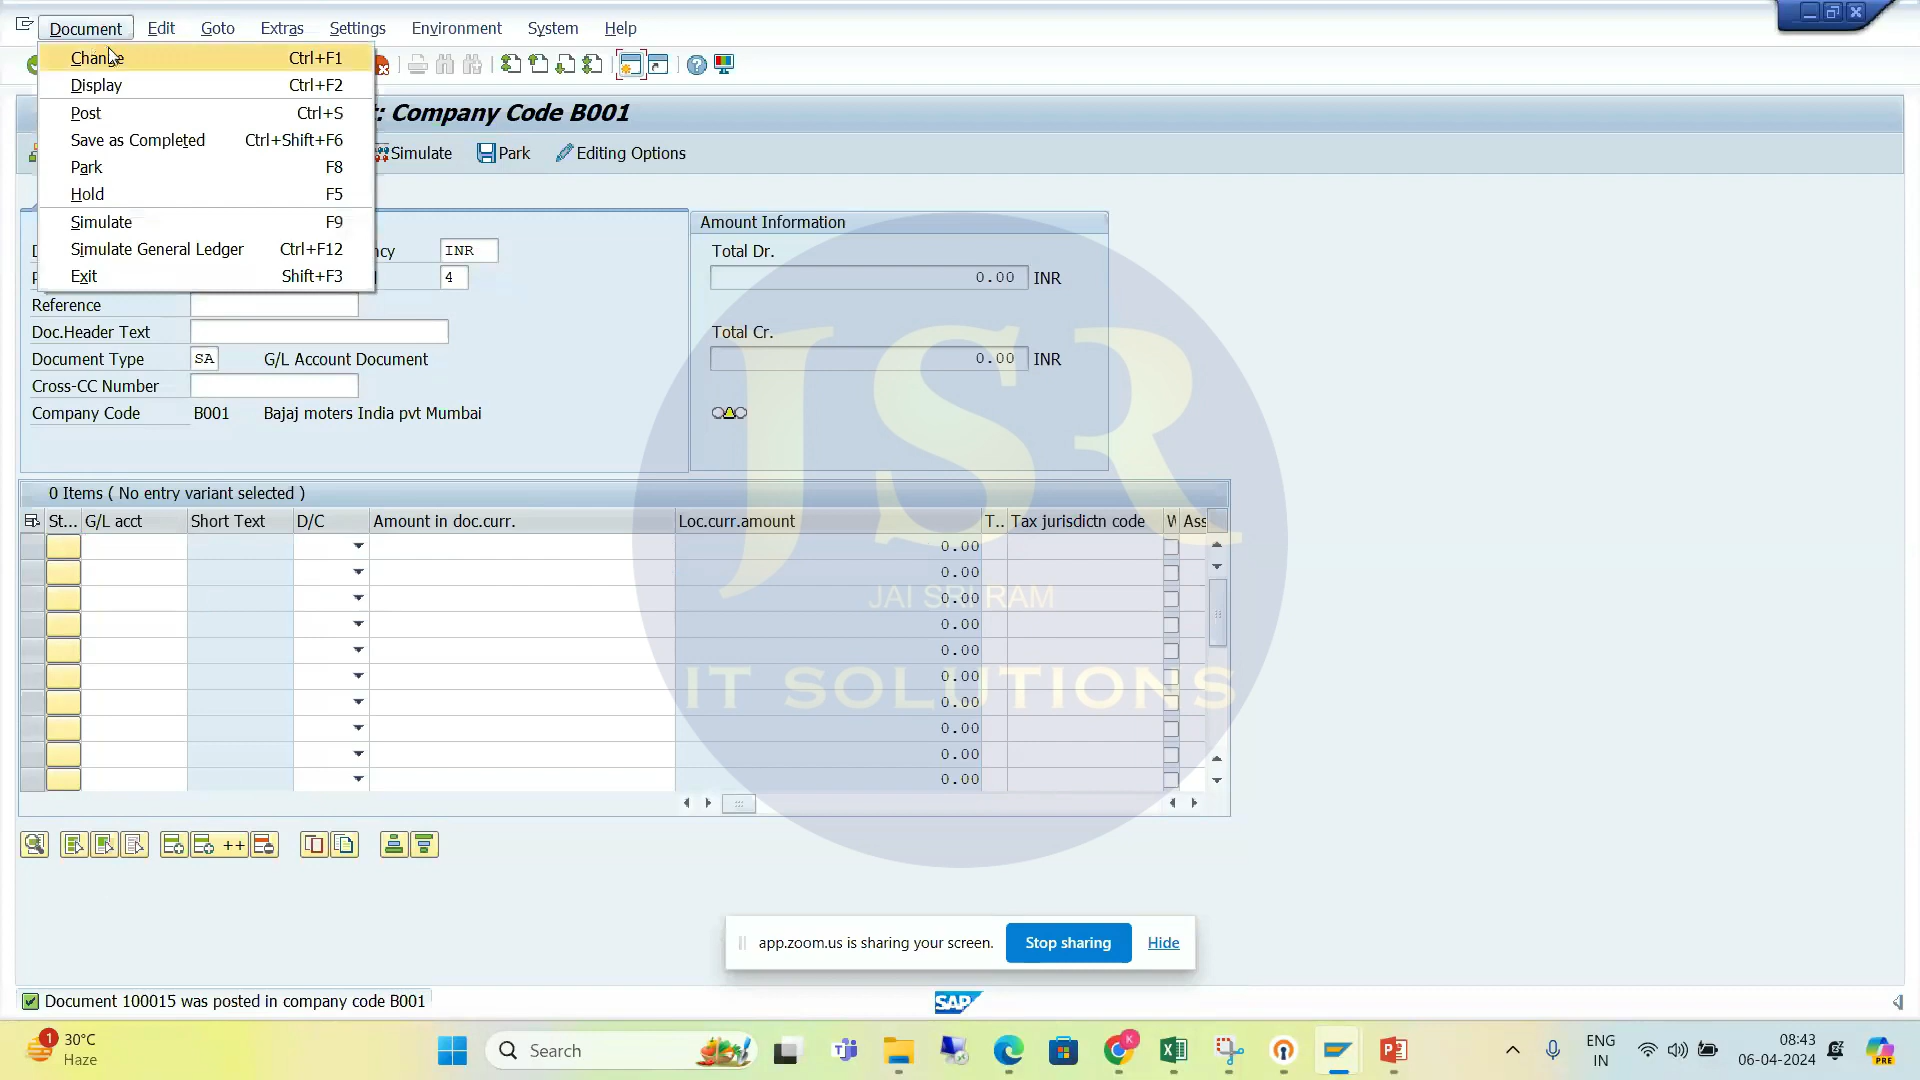 Document Edit Goto Extras Settings Environment System Help
Change Ctrl+F1
Display Ctrl+F2
Post Ctrl+S
Save as Completed Ctrl+Shift+F6
Park F8
Hold F5
Simulate F9
Simulate General Ledger Ctrl+F12
Exit Shift+F3
: Company Code B001
Simulate Park Editing Options
INR
4
Reference
Doc.Header Text
Document Type SA G/L Account Document
Cross-CC Number
Company Code B001 Bajaj moters India pvt Mumbai
Amount Information
Total Dr.
0.00 INR
Total Cr.
0.00 INR
0 Items ( No entry variant selected )
St... G/L acct Short Text D/C Amount in doc.curr. Loc.curr.amount T.. Tax jurisdictn code W Ass
0.00
0.00
0.00
0.00
0.00
0.00
0.00
0.00
0.00
0.00
JSR
JAI SRI RAM
IT SOLUTIONS
app.zoom.us is sharing your screen. Stop sharing Hide
Document 100015 was posted in company code B001
SAP
1
30°C
Haze
Search
K
ENG
IN
08:43
06-04-2024
PRE